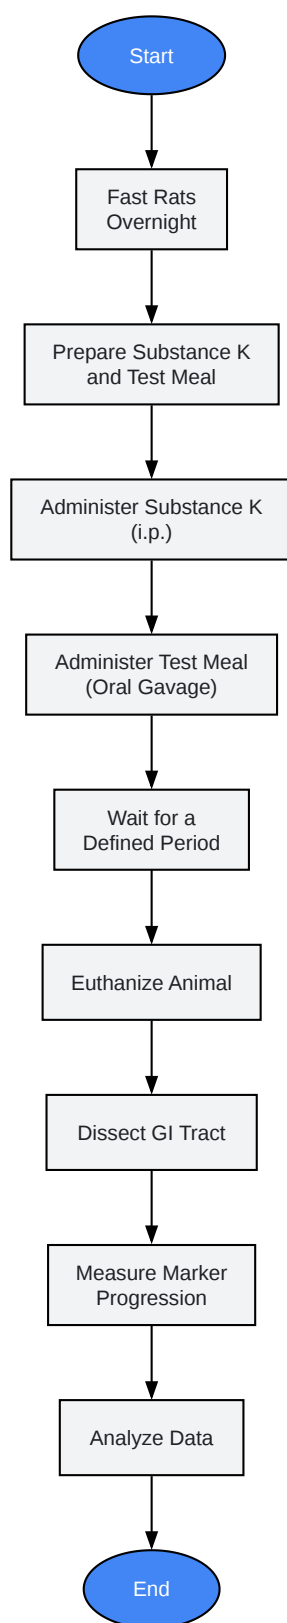 Start
Fast Rats
Overnight
Prepare Substance K
and Test Meal
Administer Substance K
(i.p.)
Administer Test Meal
(Oral Gavage)
Wait for a
Defined Period
Euthanize Animal
Dissect GI Tract
Measure Marker
Progression
Analyze Data
End